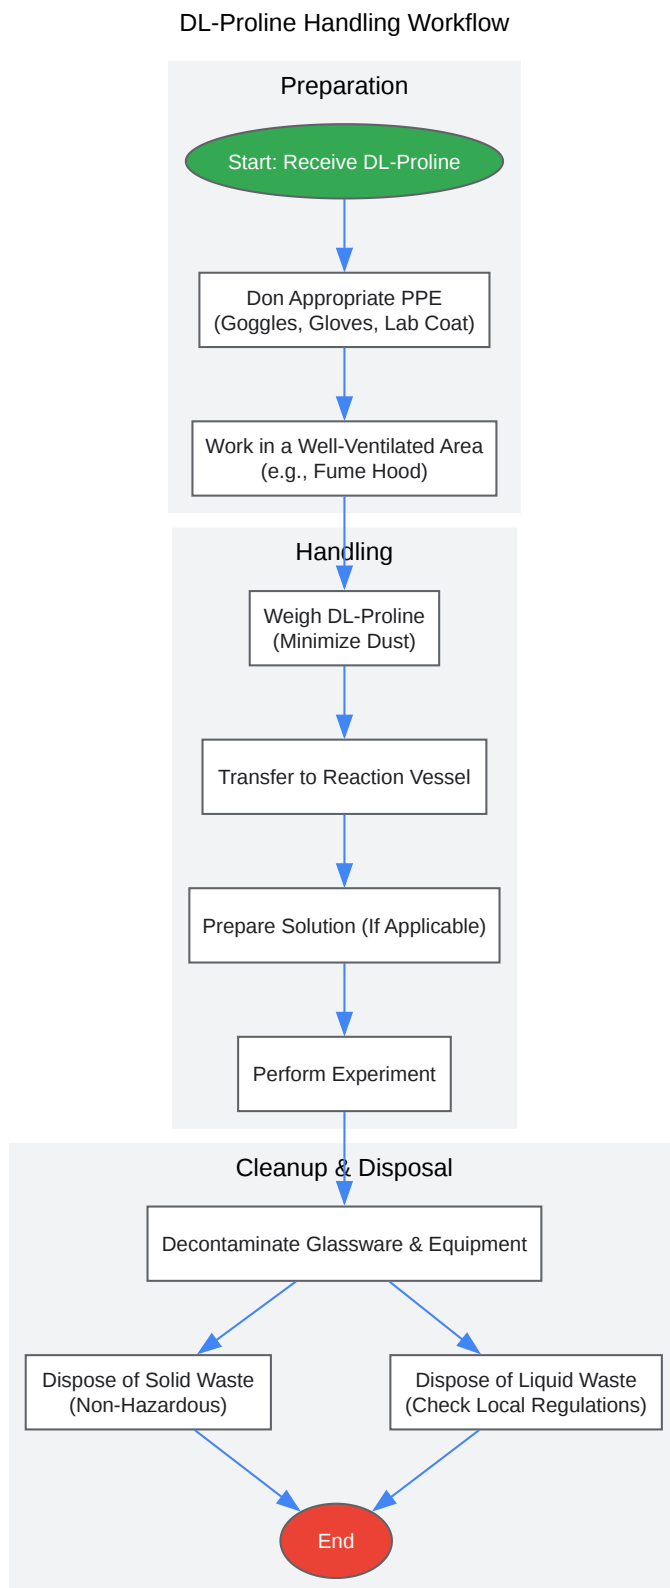 DL-Proline Handling Workflow
Preparation
Start: Receive DL-Proline
Don Appropriate PPE
(Goggles, Gloves, Lab Coat)
Work in a Well-Ventilated Area
(e.g., Fume Hood)
Handling
Weigh DL-Proline
(Minimize Dust)
Transfer to Reaction Vessel
Prepare Solution (If Applicable)
Perform Experiment
Cleanup & Disposal
Decontaminate Glassware & Equipment
Dispose of Solid Waste
(Non-Hazardous)
Dispose of Liquid Waste
(Check Local Regulations)
End